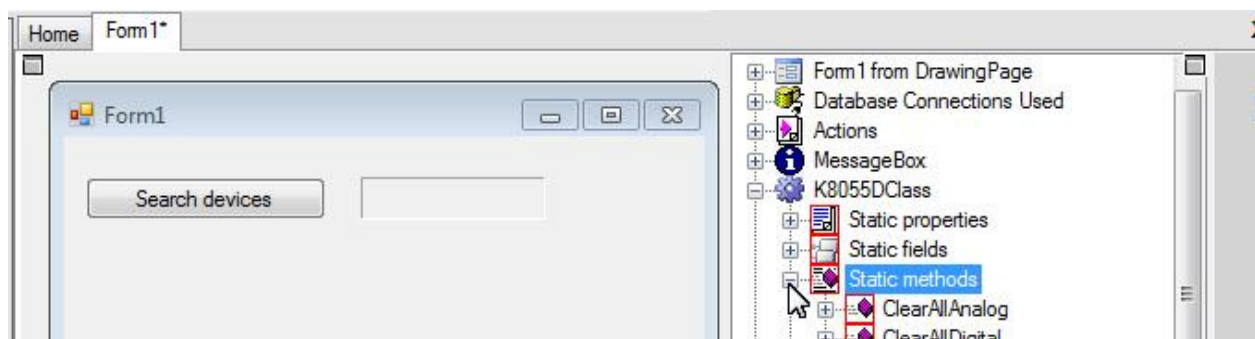 Home
Form1*
Form1
Search devices
Form1 from DrawingPage
Database Connections Used
Actions
MessageBox
K8055DClass
Static properties
Static fields
Static methods
ClearAllAnalog
ClearAllDigital